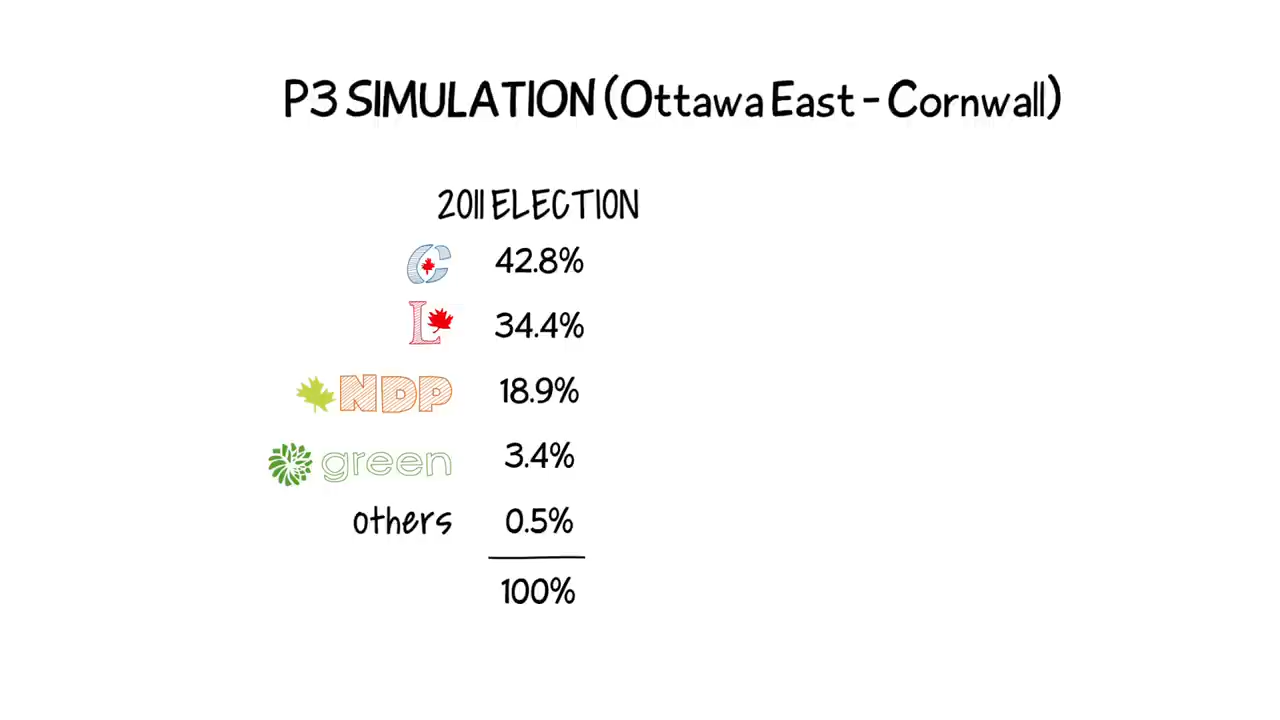 P3 SIMULATION (Ottawa East - Cornwall)
2011 ELECTION
C 42.8%
L 34.4%
NDP 18.9%
green 3.4%
others 0.5%
100%